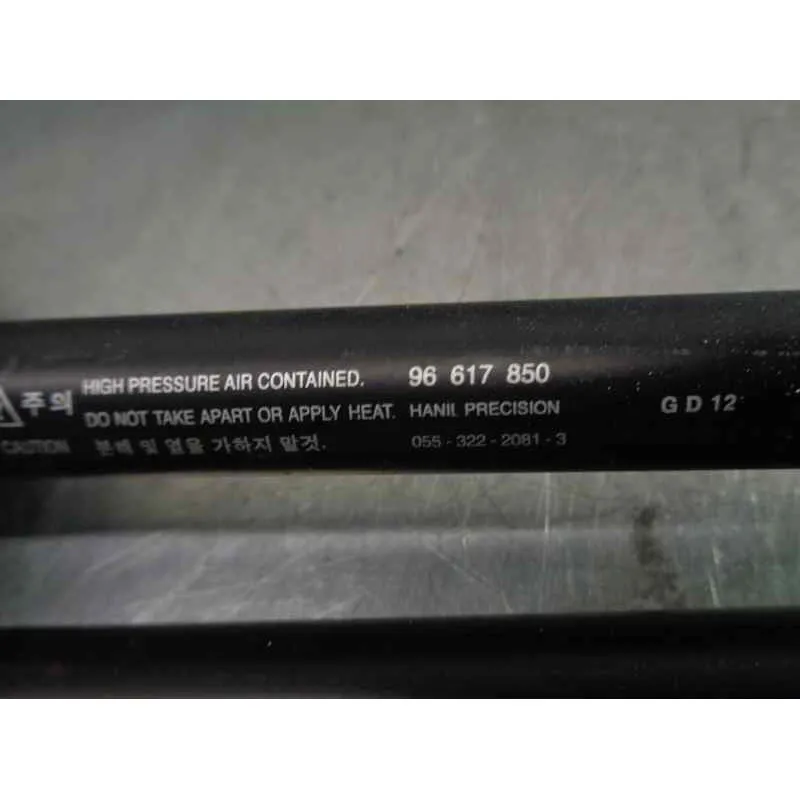 주의 HIGH PRESSURE AIR CONTAINED. 96 617 850
DO NOT TAKE APART OR APPLY HEAT. HANIL PRECISION G D 12
CAUTION 분해 및 열을 가하지 말것. 055-322-2081-3